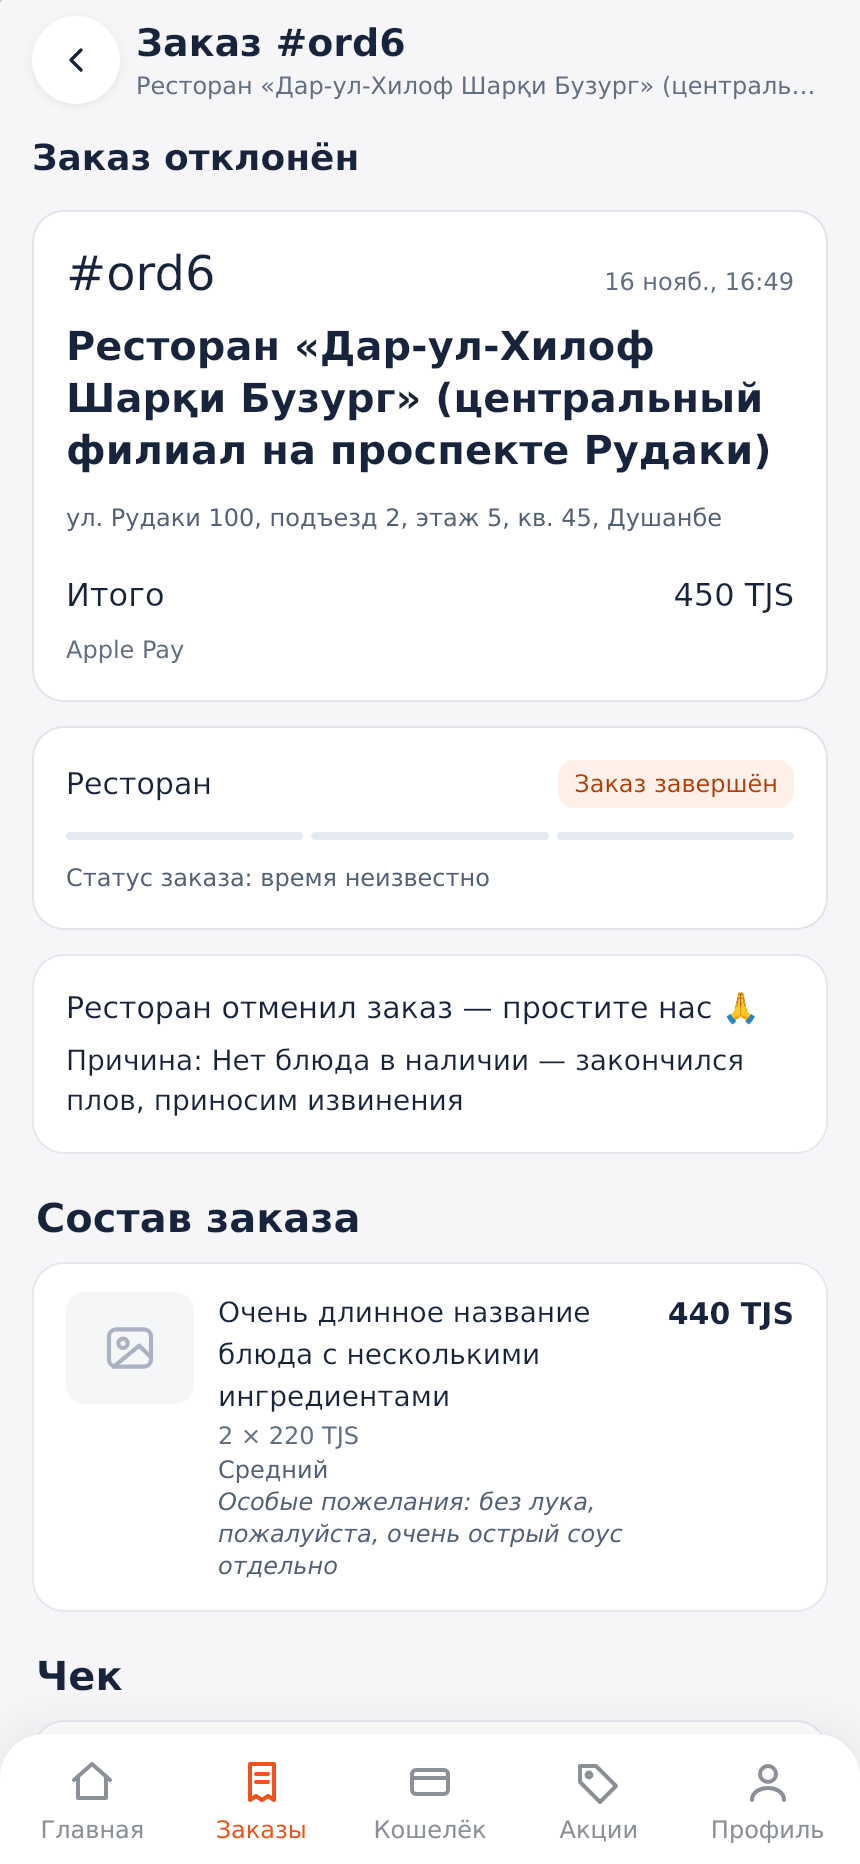 Заказ #ord6
Ресторан «Дар-ул-Хилоф Шарқи Бузург» (централь...
Заказ отклонён
#ord6
16 нояб., 16:49
Ресторан «Дар-ул-Хилоф
Шарқи Бузург» (центральный
филиал на проспекте Рудаки)
ул. Рудаки 100, подъезд 2, этаж 5, кв. 45, Душанбе
Итого
450 TJS
Apple Pay
Ресторан
Заказ завершён
Статус заказа: время неизвестно
Ресторан отменил заказ — простите нас 🙏
Причина: Нет блюда в наличии — закончился
плов, приносим извинения
Состав заказа
Очень длинное название
блюда с несколькими
ингредиентами
440 TJS
2 × 220 TJS
Средний
Особые пожелания: без лука,
пожалуйста, очень острый соус
отдельно
Чек
Главная
Заказы
Кошелёк
Акции
Профиль